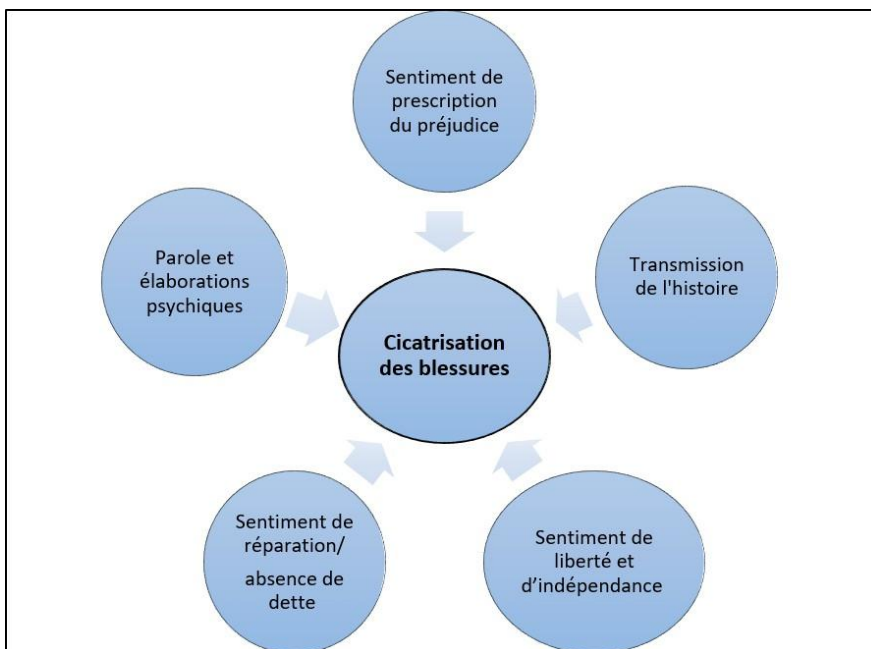 Sentiment de
prescription
du préjudice
Parole et
élaborations
psychiques
Transmission
de l'histoire
Cicatrisation
des blessures
Sentiment de
réparation/
absence de
dette
Sentiment de
liberté et
d’indépendance